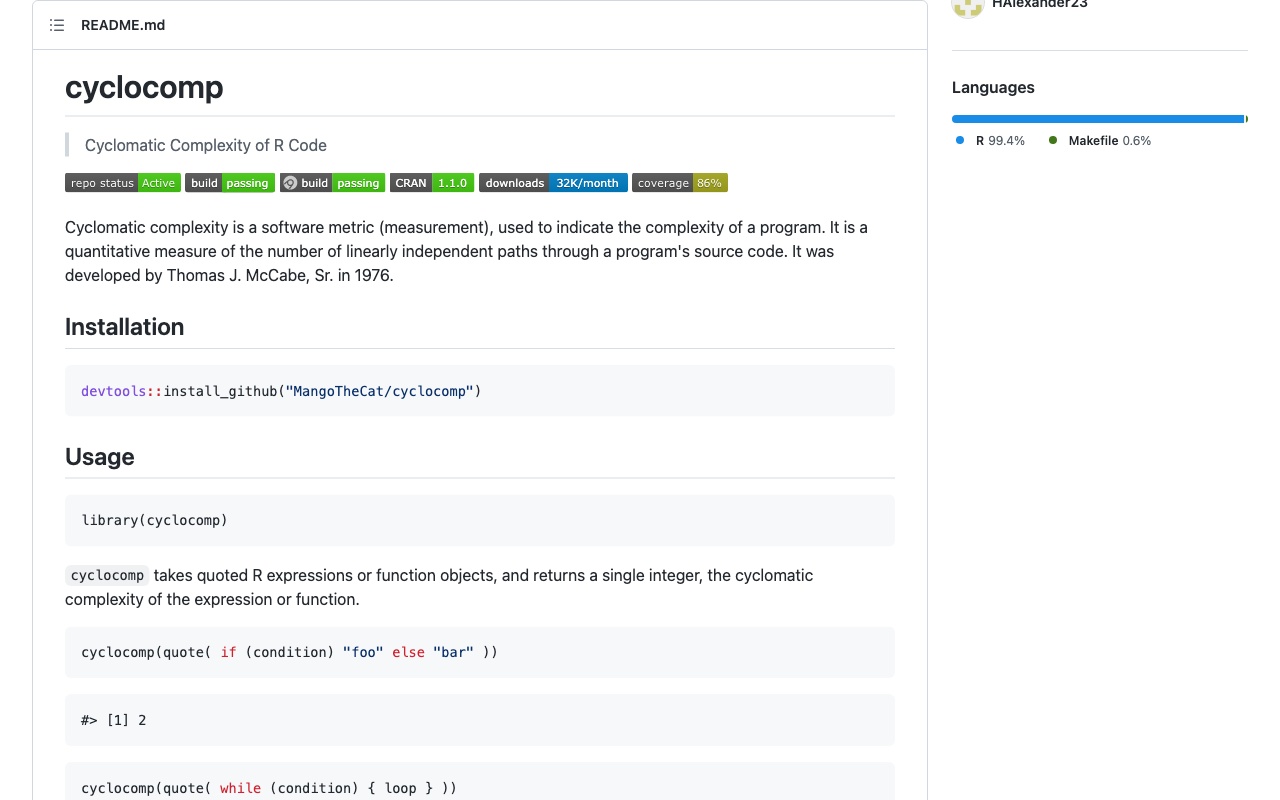 README.md
HAlexander23
cyclocomp
Cyclomatic Complexity of R Code
repo status Active build passing build passing CRAN 1.1.0 downloads 32K/month coverage 86%
Cyclomatic complexity is a software metric (measurement), used to indicate the complexity of a program. It is a
quantitative measure of the number of linearly independent paths through a program's source code. It was
developed by Thomas J. McCabe, Sr. in 1976.
Installation
devtools::install_github("MangoTheCat/cyclocomp")
Usage
library(cyclocomp)
cyclocomp takes quoted R expressions or function objects, and returns a single integer, the cyclomatic
complexity of the expression or function.
cyclocomp(quote( if (condition) "foo" else "bar" ))
#> [1] 2
cyclocomp(quote( while (condition) { loop } ))
Languages
R 99.4% Makefile 0.6%